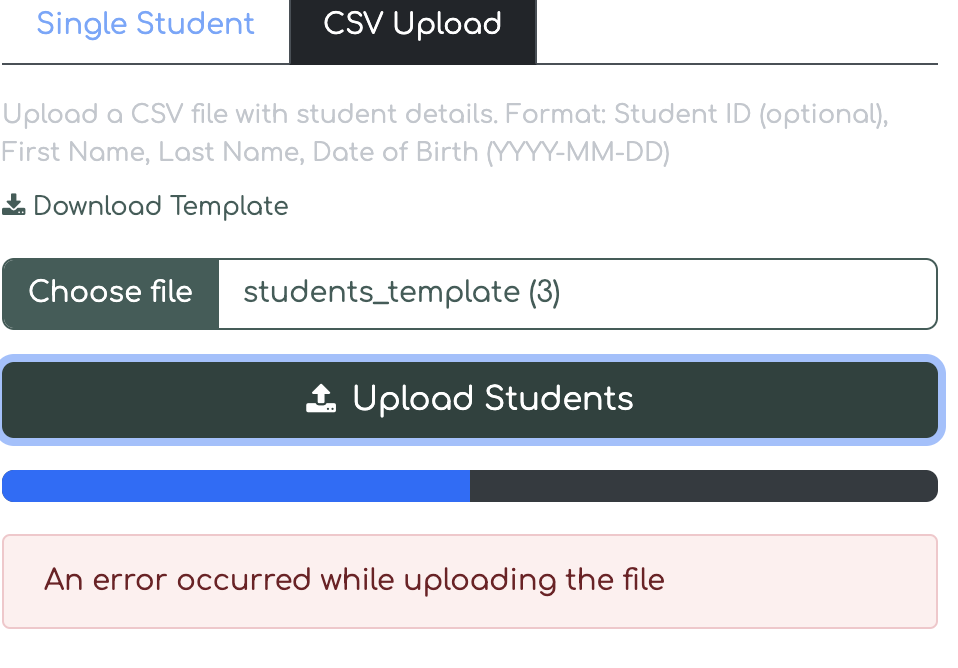 Single Student
CSV Upload
Upload a CSV file with student details. Format: Student ID (optional),
First Name, Last Name, Date of Birth (YYYY-MM-DD)
Download Template
Choose file
students_template (3)
Upload Students
An error occurred while uploading the file